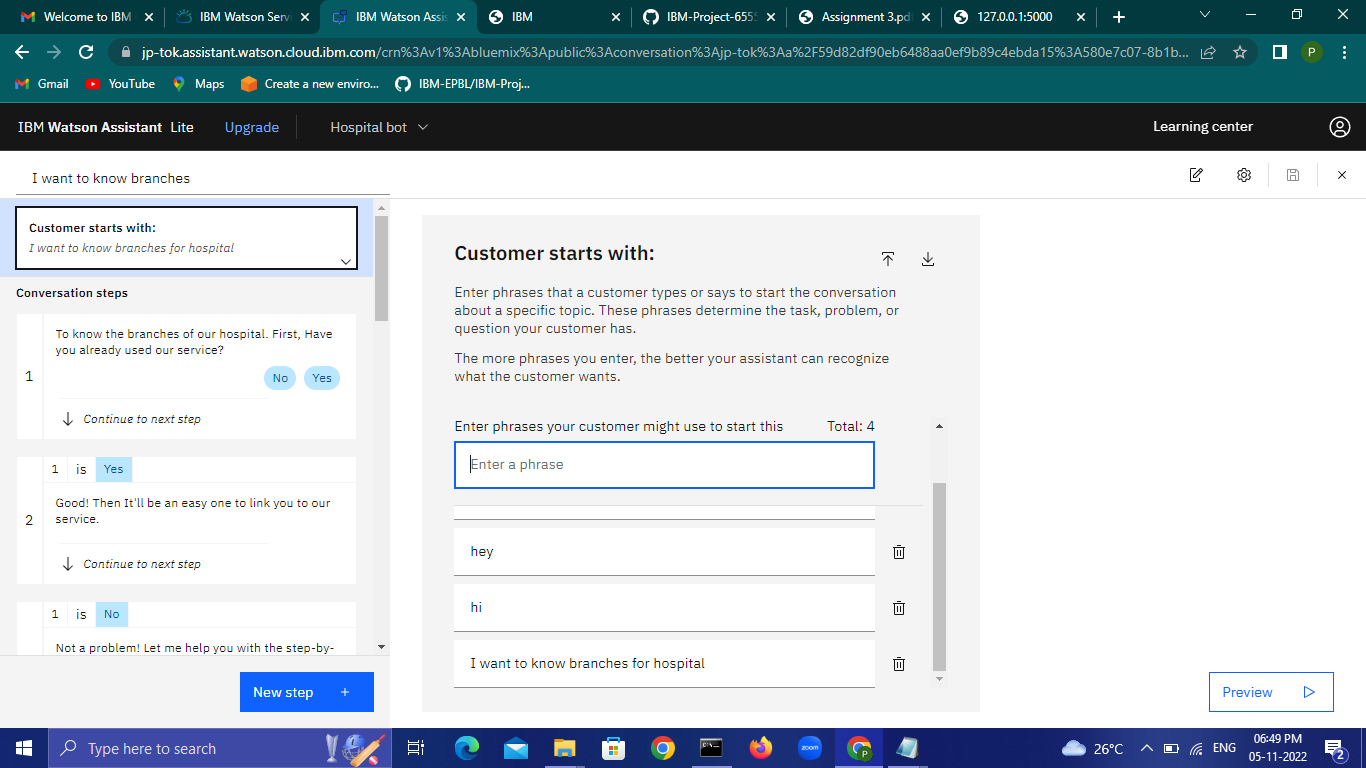 Welcome to IBM
IBM Watson Serv
IBM Watson Assis
IBM
IBM-Project-6555
Assignment 3.pdf
127.0.0.1:5000
jp-tok.assistant.watson.cloud.ibm.com/crn%3Av1%3Abluemix%3Apublic%3Aconversation%3Ajp-tok%3Aa%2F59d82df90eb6488aa0ef9b89c4ebda15%3A580e7c07-8b1b...
P
Gmail
YouTube
Maps
Create a new enviro...
IBM-EPBL/IBM-Proj...
IBM Watson Assistant Lite
Upgrade
Hospital bot
Learning center
I want to know branches
Customer starts with:
I want to know branches for hospital
Conversation steps
1
To know the branches of our hospital. First, Have
you already used our service?
No
Yes
Continue to next step
2
1 is Yes
Good! Then It'll be an easy one to link you to our
service.
Continue to next step
1 is No
Not a problem! Let me help you with the step-by-
New step +
Customer starts with:
Enter phrases that a customer types or says to start the conversation
about a specific topic. These phrases determine the task, problem, or
question your customer has.
The more phrases you enter, the better your assistant can recognize
what the customer wants.
Enter phrases your customer might use to start this
Total: 4
Enter a phrase
hey
hi
I want to know branches for hospital
Preview
Type here to search
zoom
P
26°C
ENG
06:49 PM
05-11-2022
2